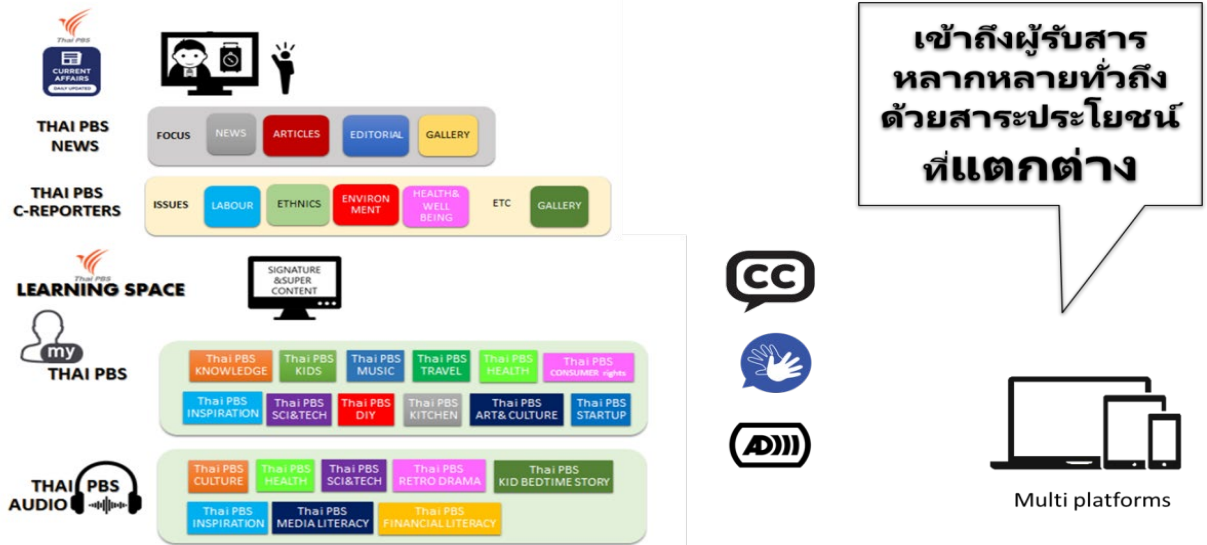 Thai PBS
CURRENT
AFFAIRS
DAILY UPDATED
THAI PBS
NEWS
FOCUS
NEWS
ARTICLES
EDITORIAL
GALLERY
THAI PBS
C-REPORTERS
ISSUES
LABOUR
ETHNICS
ENVIRON
MENT
HEALTH&
WELL
BEING
ETC
GALLERY
Thai PBS
LEARNING SPACE
SIGNATURE
&SUPER
CONTENT
my
THAI PBS
Thai PBS
KNOWLEDGE
Thai PBS
KIDS
Thai PBS
MUSIC
Thai PBS
TRAVEL
Thai PBS
HEALTH
Thai PBS
CONSUMER rights
Thai PBS
INSPIRATION
Thai PBS
SCI&TECH
Thai PBS
DIY
Thai PBS
KITCHEN
Thai PBS
ART& CULTURE
Thai PBS
STARTUP
THAI PBS
AUDIO
Thai PBS
CULTURE
Thai PBS
HEALTH
Thai PBS
SCI&TECH
Thai PBS
RETRO DRAMA
Thai PBS
KID BEDTIME STORY
Thai PBS
INSPIRATION
Thai PBS
MEDIA LITERACY
Thai PBS
FINANCIAL LITERACY
CC
AD)))
เข้าถึงผู้รับสาร
หลากหลายทั่วถึง
ด้วยสาระประโยชน์
ที่แตกต่าง
Multi platforms